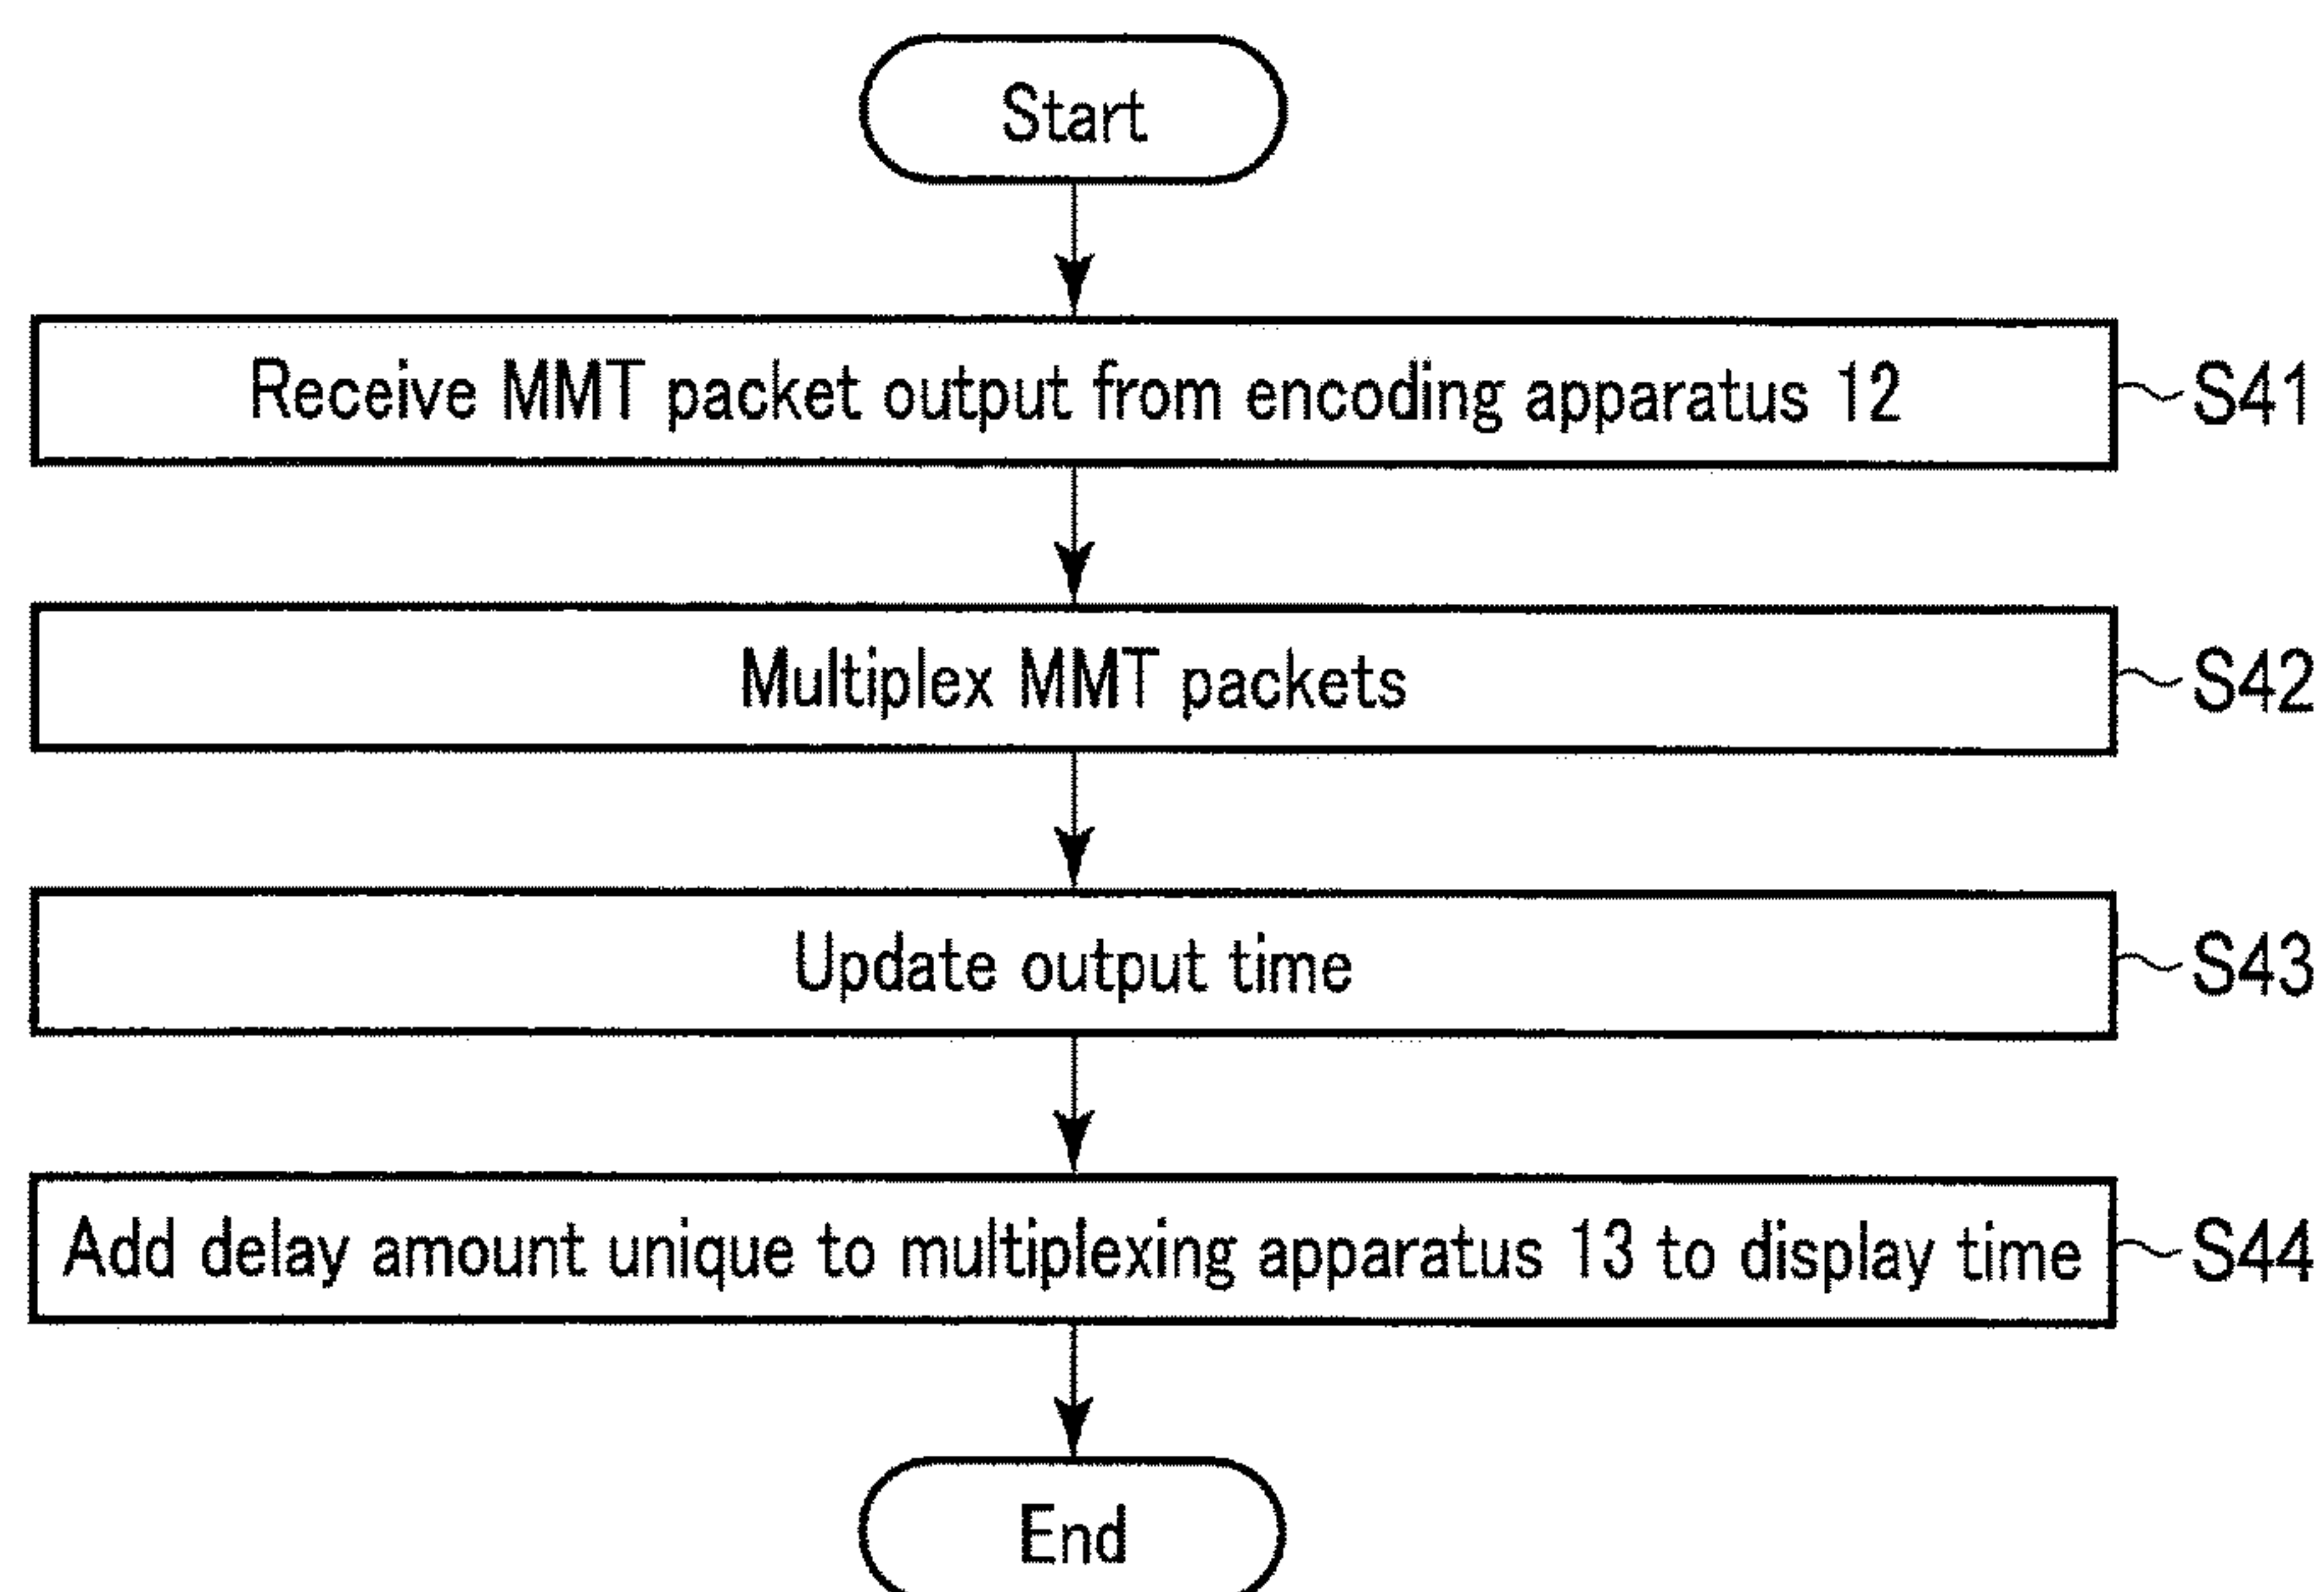 Start
Receive MMT packet output from encoding apparatus 12
S41
Multiplex MMT packets
S42
Update output time
S43
Add delay amount unique to multiplexing apparatus 13 to display time
S44
End